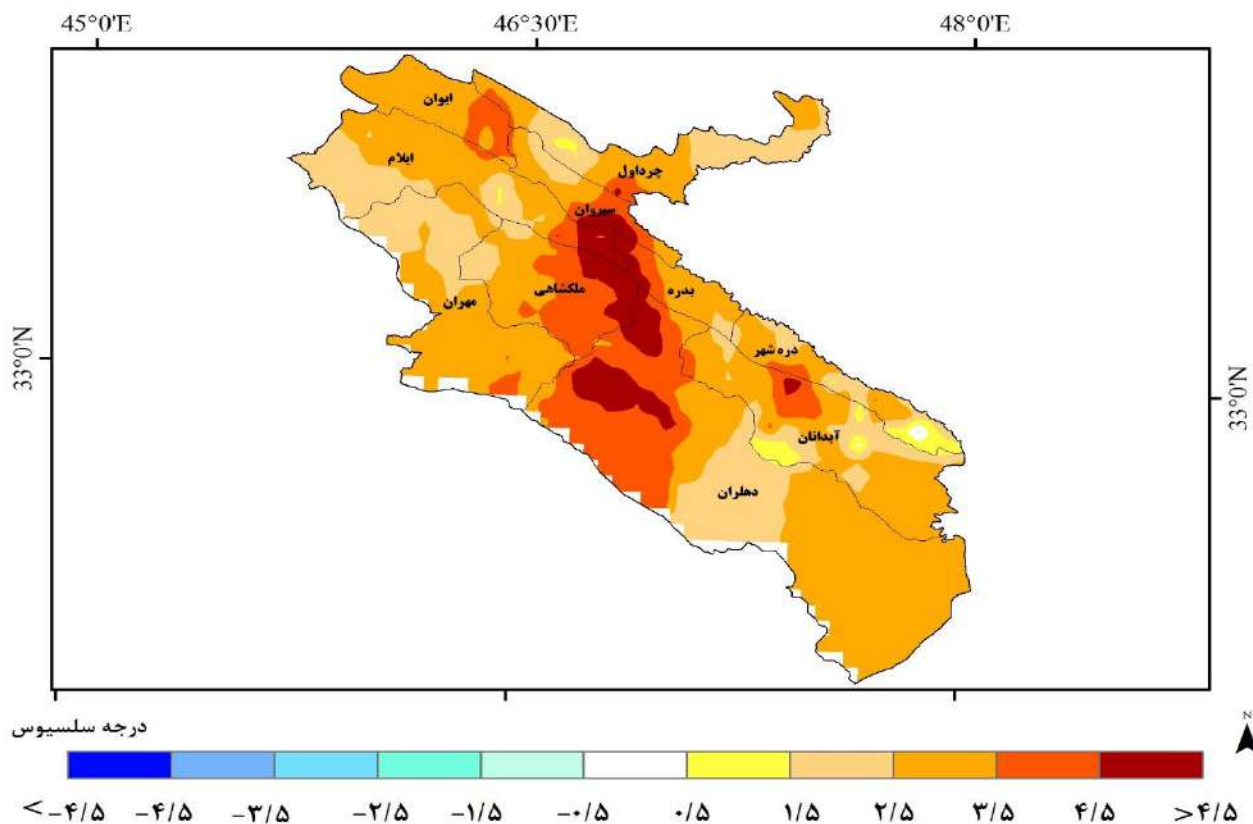 45°0'E 46°30'E 48°0'E
ایوان
ایلام
چرداول
سیروان
ملکشاهی
بدره
مهران
دره شهر
آبدانان
دهلران
33°0'N
33°0'N
درجه سلسیوس
N
<-۴/۵ -۴/۵ -۳/۵ -۲/۵ -۱/۵ -۰/۵ ۰/۵ ۱/۵ ۲/۵ ۳/۵ ۴/۵ >۴/۵